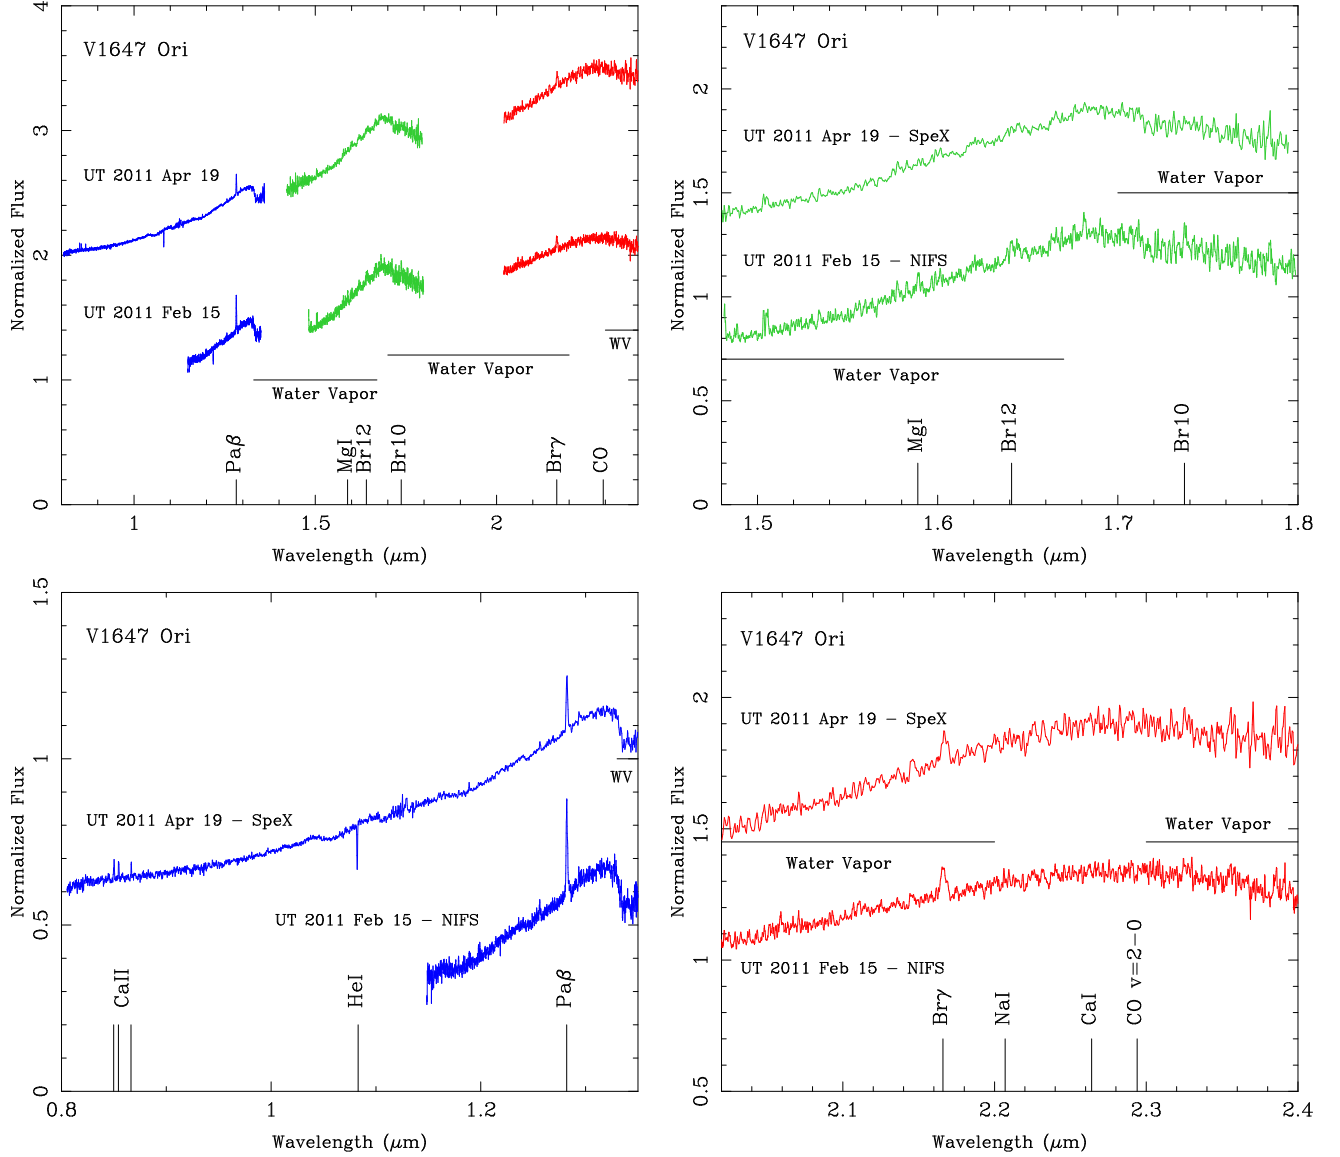 4
3
2
1
0
Normalized Flux
V1647 Ori
UT 2011 Apr 19
UT 2011 Feb 15
WV
Water Vapor
Water Vapor
Paβ
MgI
Br12
Br10
Brγ
CO
1
1.5
2
Wavelength (μm)
2
1.5
1
0.5
0
Normalized Flux
V1647 Ori
UT 2011 Apr 19 − SpeX
Water Vapor
UT 2011 Feb 15 − NIFS
Water Vapor
MgI
Br12
Br10
1.5
1.6
1.7
1.8
Wavelength (μm)
1.5
1
0.5
0
Normalized Flux
V1647 Ori
WV
UT 2011 Apr 19 − SpeX
UT 2011 Feb 15 − NIFS
CaII
HeI
Paβ
0.8
1
1.2
Wavelength (μm)
2
1.5
1
0.5
Normalized Flux
V1647 Ori
UT 2011 Apr 19 − SpeX
Water Vapor
Water Vapor
UT 2011 Feb 15 − NIFS
Brγ
NaI
CaI
CO v=2−0
2.1
2.2
2.3
2.4
Wavelength (μm)